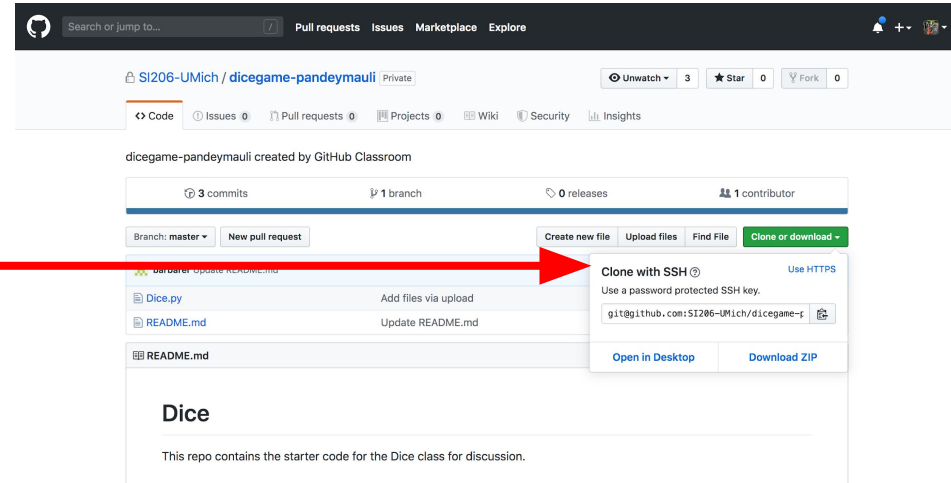 Search or jump to... / Pull requests Issues Marketplace Explore
SI206-UMich / dicegame-pandeymauli Private Unwatch 3 Star 0 Fork 0
Code Issues 0 Pull requests 0 Projects 0 Wiki Security Insights
dicegame-pandeymauli created by GitHub Classroom
3 commits 1 branch 0 releases 1 contributor
Branch: master New pull request Create new file Upload files Find File Clone or download
barbarer Update README.md
Clone with SSH ? Use HTTPS
Use a password protected SSH key.
Dice.py Add files via upload
git@github.com:SI206-UMich/dicegame-p
README.md Update README.md
README.md
Open in Desktop Download ZIP
Dice
This repo contains the starter code for the Dice class for discussion.